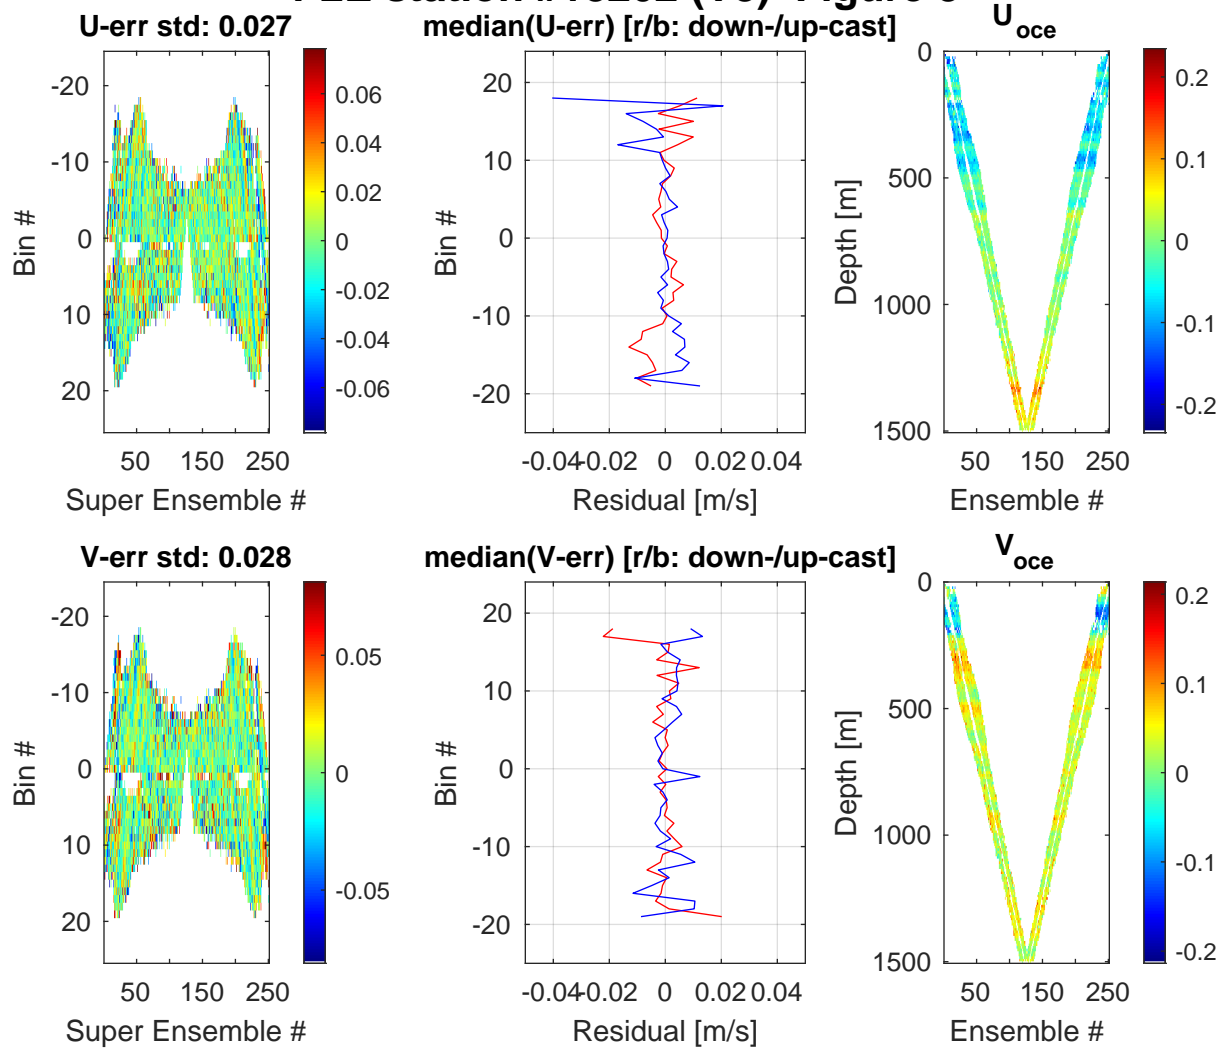 U-err std: 0.027
median(U-err) [r/b: down-/up-cast]
U oce
-20
-10
0
10
20
Bin #
50 150 250
Super Ensemble #
0.06
0.04
0.02
0
-0.02
-0.04
-0.06
20
10
0
-10
-20
Bin #
-0.04 -0.02 0 0.02 0.04
Residual [m/s]
0
500
1000
1500
Depth [m]
50 150 250
Ensemble #
0.2
0.1
0
-0.1
-0.2
V-err std: 0.028
median(V-err) [r/b: down-/up-cast]
V oce
-20
-10
0
10
20
Bin #
50 150 250
Super Ensemble #
0.05
0
-0.05
20
10
0
-10
-20
Bin #
-0.04 -0.02 0 0.02 0.04
Residual [m/s]
0
500
1000
1500
Depth [m]
50 150 250
Ensemble #
0.2
0.1
0
-0.1
-0.2